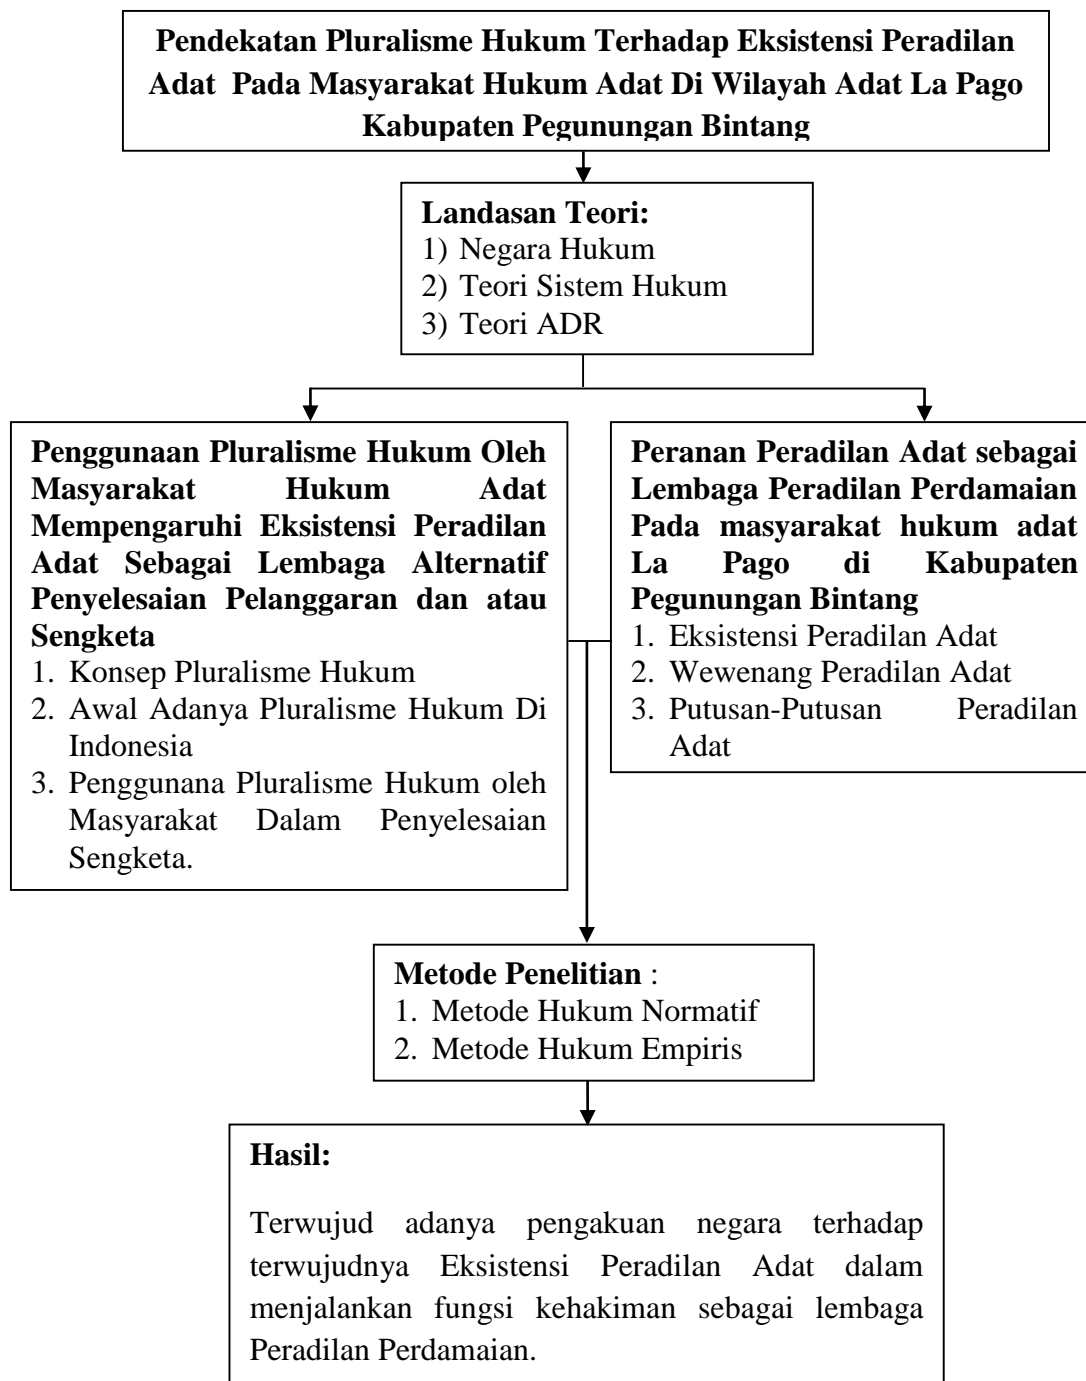 Pendekatan Pluralisme Hukum Terhadap Eksistensi Peradilan
Adat Pada Masyarakat Hukum Adat Di Wilayah Adat La Pago
Kabupaten Pegunungan Bintang
Landasan Teori:
1) Negara Hukum
2) Teori Sistem Hukum
3) Teori ADR
Penggunaan Pluralisme Hukum Oleh
Masyarakat Hukum Adat
Mempengaruhi Eksistensi Peradilan
Adat Sebagai Lembaga Alternatif
Penyelesaian Pelanggaran dan atau
Sengketa
1. Konsep Pluralisme Hukum
2. Awal Adanya Pluralisme Hukum Di
Indonesia
3. Penggunana Pluralisme Hukum oleh
Masyarakat Dalam Penyelesaian
Sengketa.
Peranan Peradilan Adat sebagai
Lembaga Peradilan Perdamaian
Pada masyarakat hukum adat
La Pago di Kabupaten
Pegunungan Bintang
1. Eksistensi Peradilan Adat
2. Wewenang Peradilan Adat
3. Putusan-Putusan Peradilan
Adat
Metode Penelitian :
1. Metode Hukum Normatif
2. Metode Hukum Empiris
Hasil:
Terwujud adanya pengakuan negara terhadap
terwujudnya Eksistensi Peradilan Adat dalam
menjalankan fungsi kehakiman sebagai lembaga
Peradilan Perdamaian.